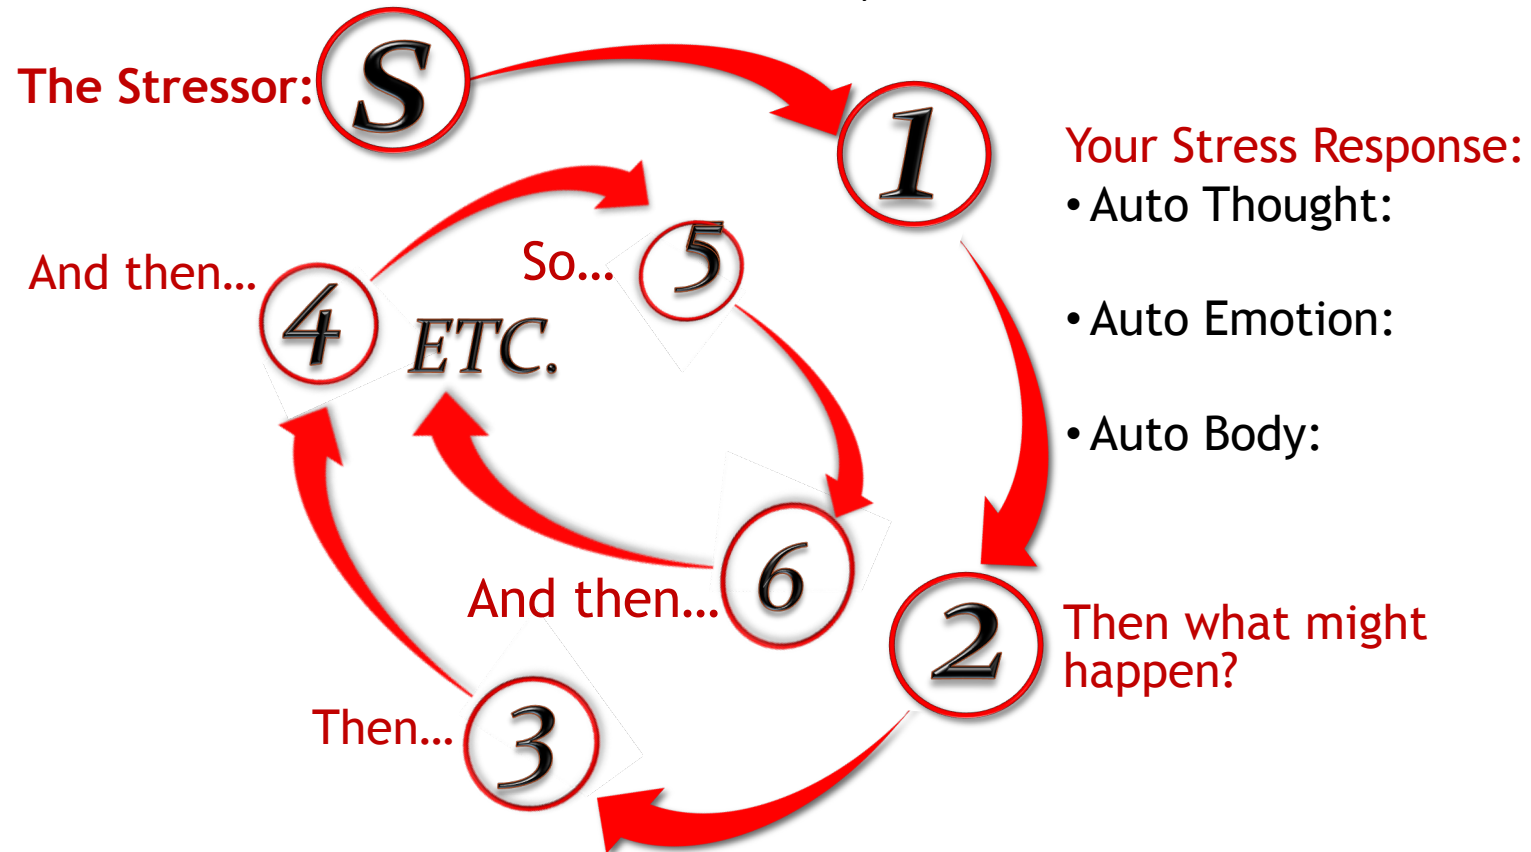 The Stressor:
S
1
Your Stress Response:
• Auto Thought:
• Auto Emotion:
• Auto Body:
2
Then what might
happen?
3
Then...
4
And then...
5
So...
6
And then...
ETC.